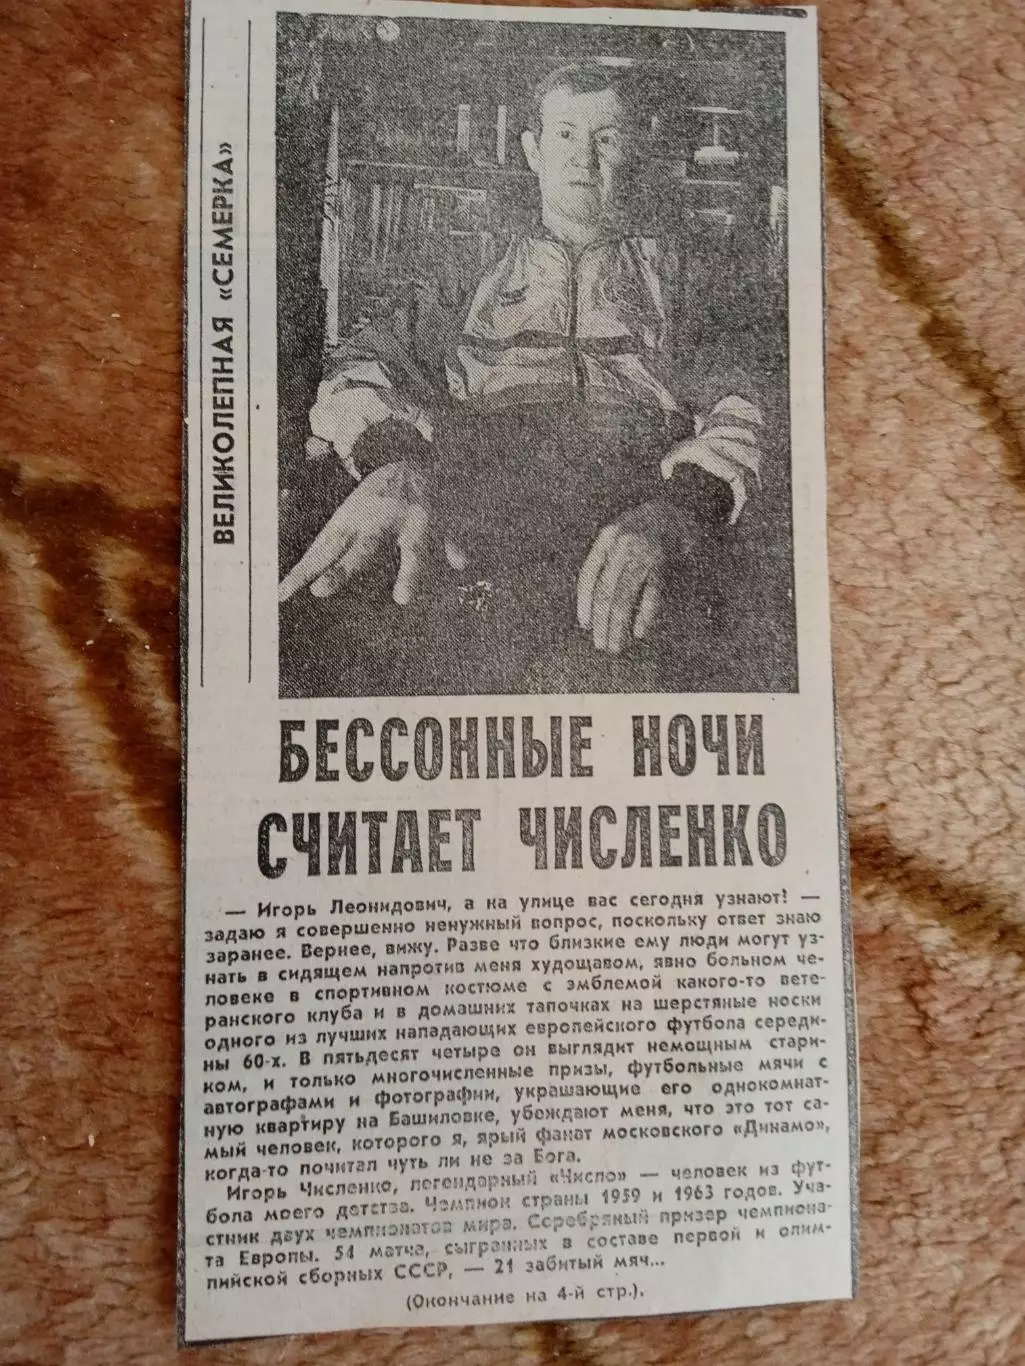 ВЕЛИКОЛЕПНАЯ «СЕМЕРКА»
БЕССОННЫЕ НОЧИ
СЧИТАЕТ ЧИСЛЕНКО
— Игорь Леонидович, а на улице вас сегодня узнают? —
задаю я совершенно ненужный вопрос, поскольку ответ знаю
заранее. Вернее, вижу. Разве что близкие ему люди могут уз-
нать в сидящем напротив меня худощавом, явно больном че-
ловеке в спортивном костюме с эмблемой какого-то вете-
ранского клуба и в домашних тапочках на шерстяные носки
одного из лучших нападающих европейского футбола середи-
ны 60-х. В пятьдесят четыре он выглядит немощным стари-
ком, и только многочисленные призы, футбольные мячи с
автографами и фотографии, украшающие его однокомнат-
ную квартиру на Башиловке, убеждают меня, что это тот са-
мый человек, которого я, ярый фанат московского «Динамо»,
когда-то почитал чуть ли не за Бога.
Игорь Численко, легендарный «Число» — человек из фут-
бола моего детства. Чемпион страны 1959 и 1963 годов. Уча-
стник двух чемпионатов мира. Серебряный призер чемпиона-
та Европы. 54 матча, сыгранных в составе первой и олим-
пийской сборных СССР, — 21 забитый мяч...
(Окончание на 4-й стр.).